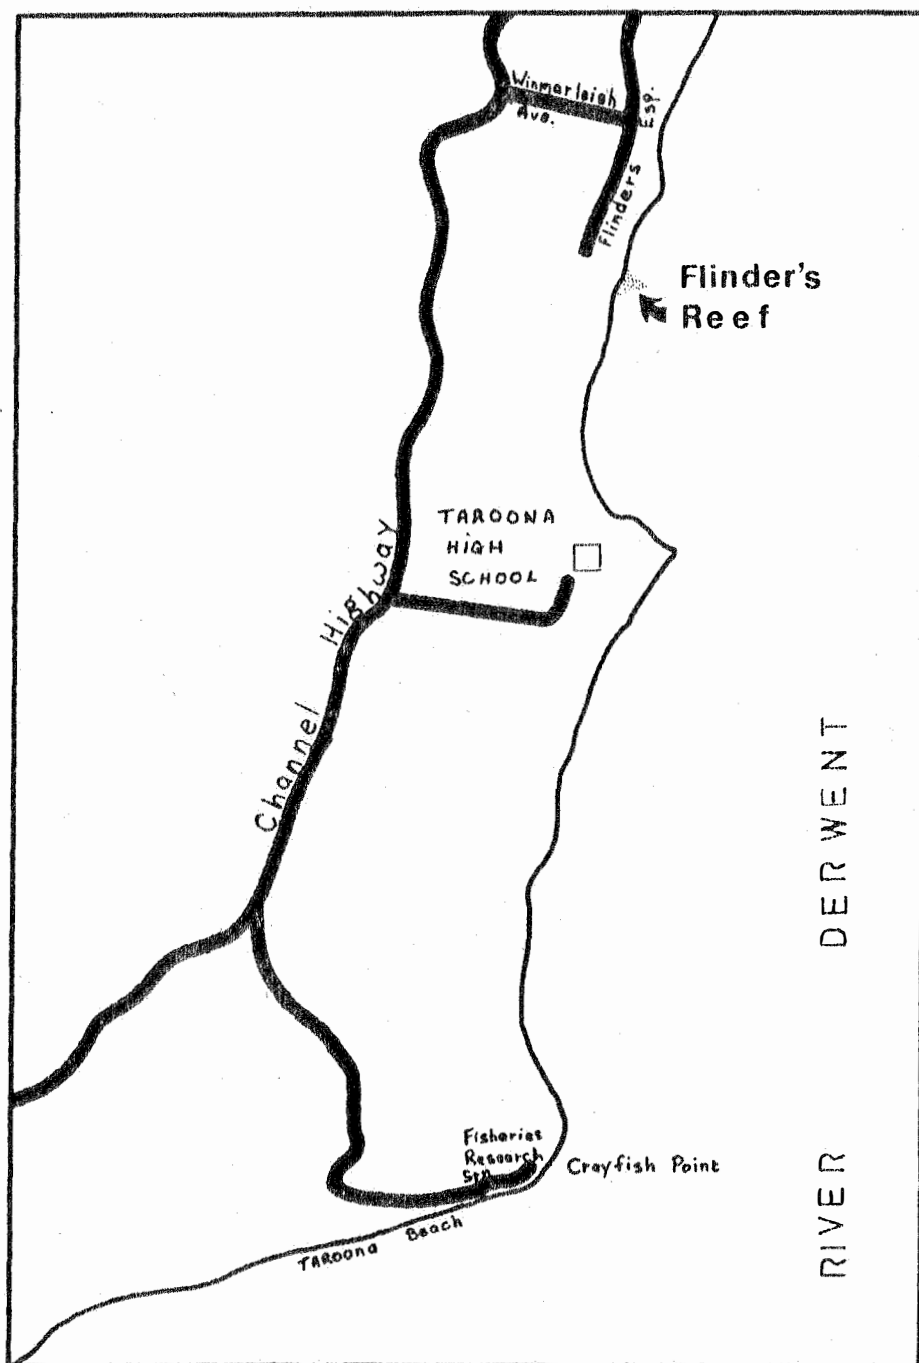 Winmarleigh
Ave.
Flinders Esp.
Flinder's
Reef
TAROONA
HIGH
SCHOOL
Channel Highway
RIVER DERWENT
Fisheries
Research
Stn
Crayfish Point
TAROONA Beach